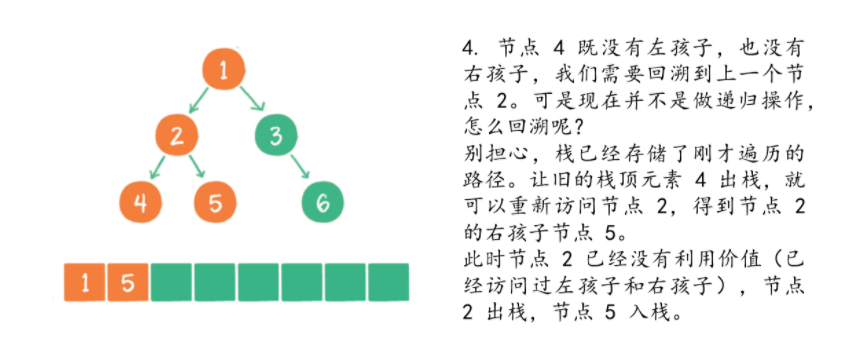 1
2
3
4
5
6
1 5
4. 节点 4 既没有左孩子，也没有
右孩子，我们需要回溯到上一个节
点 2。可是现在并不是做递归操作，
怎么回溯呢？
别担心，栈已经存储了刚才遍历的
路径。让旧的栈顶元素 4 出栈，就
可以重新访问节点 2，得到节点 2
的右孩子节点 5。
此时节点 2 已经没有利用价值（已
经访问过左孩子和右孩子），节点
2 出栈，节点 5 入栈。